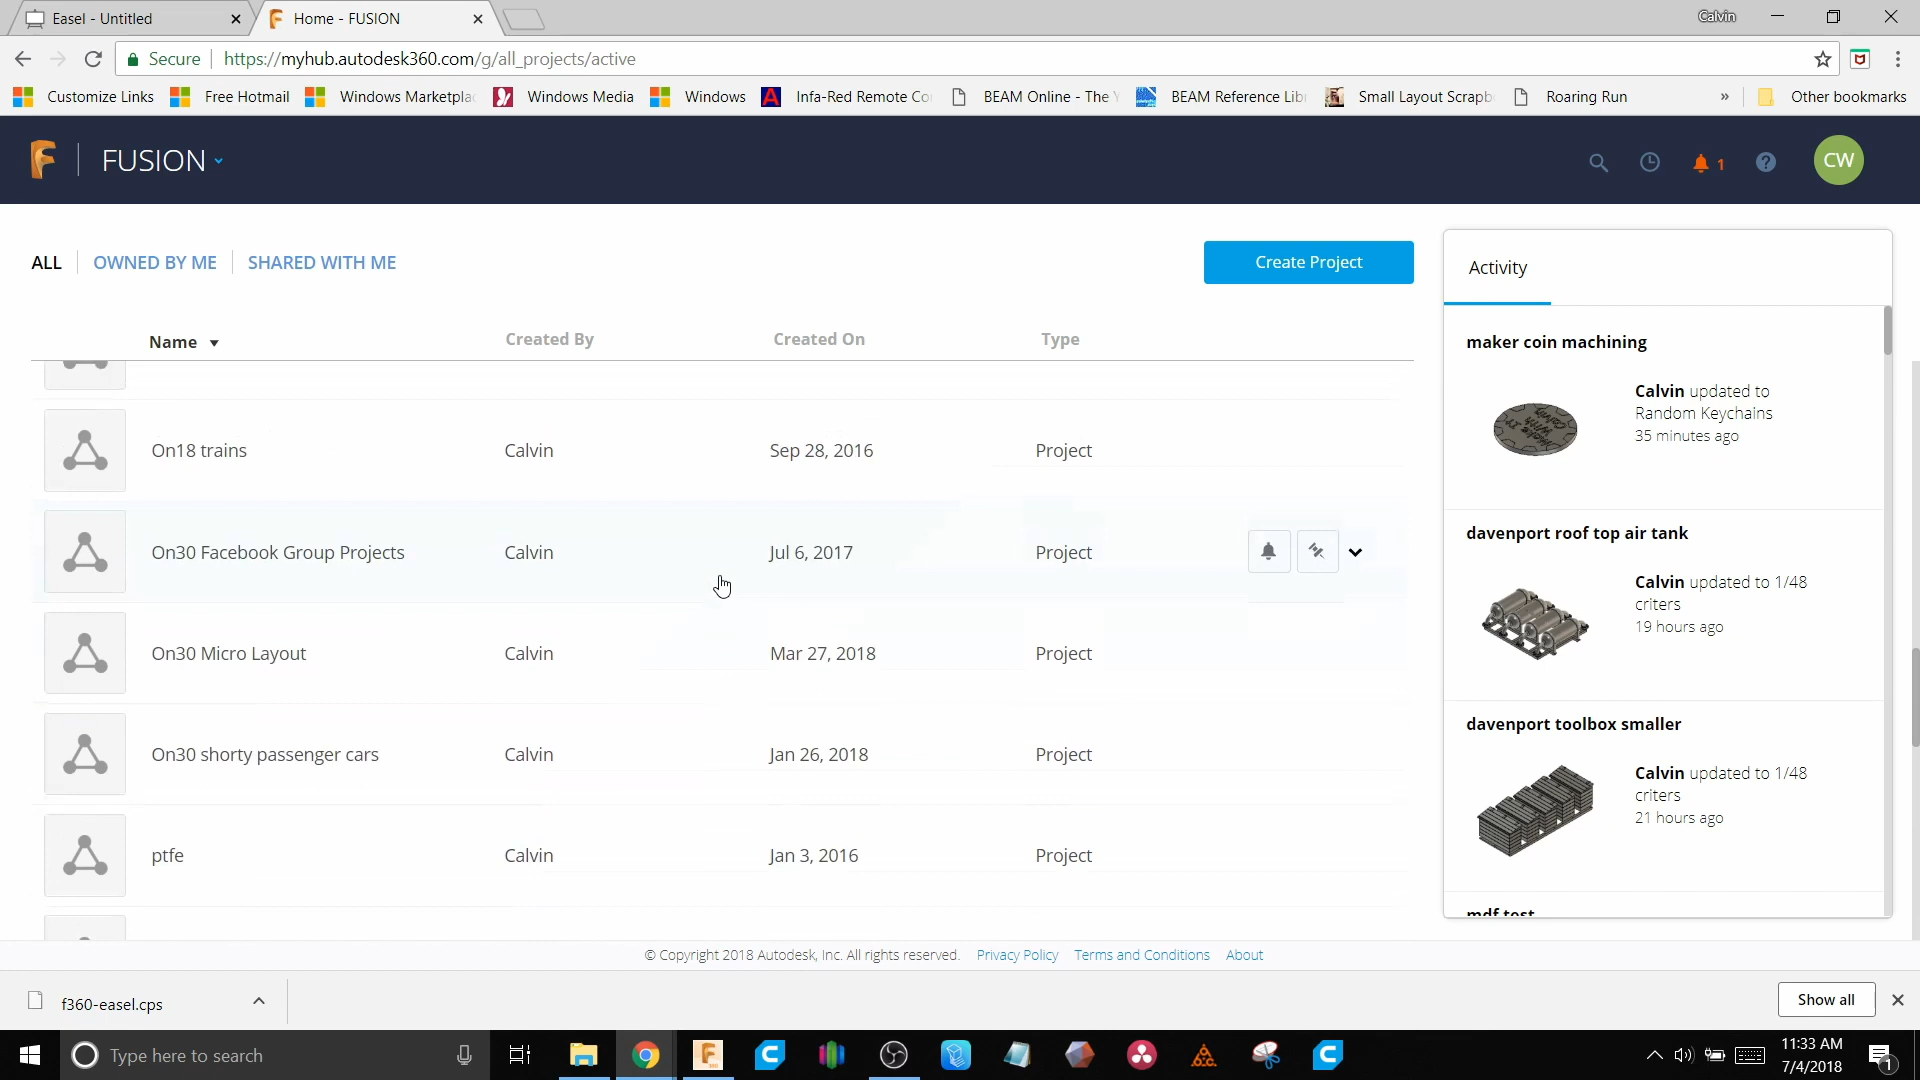 Easel - Untitled
Home - FUSION
Calvin
Secure
https://myhub.autodesk360.com/g/all_projects/active
Customize Links
Free Hotmail
Windows Marketpla
Windows Media
Windows
Infa-Red Remote Co
BEAM Online - The Y
BEAM Reference Lib
Small Layout Scrapb
Roaring Run
»
Other bookmarks
F
FUSION
1
?
CW
ALL
OWNED BY ME
SHARED WITH ME
Create Project
Activity
Name
Created By
Created On
Type
On18 trains
Calvin
Sep 28, 2016
Project
On30 Facebook Group Projects
Calvin
Jul 6, 2017
Project
On30 Micro Layout
Calvin
Mar 27, 2018
Project
On30 shorty passenger cars
Calvin
Jan 26, 2018
Project
ptfe
Calvin
Jan 3, 2016
Project
maker coin machining
Calvin updated to
Random Keychains
35 minutes ago
davenport roof top air tank
Calvin updated to 1/48
criters
19 hours ago
davenport toolbox smaller
Calvin updated to 1/48
criters
21 hours ago
mdf test
© Copyright 2018 Autodesk, Inc. All rights reserved.
Privacy Policy
Terms and Conditions
About
f360-easel.cps
Show all
Type here to search
11:33 AM
7/4/2018
1